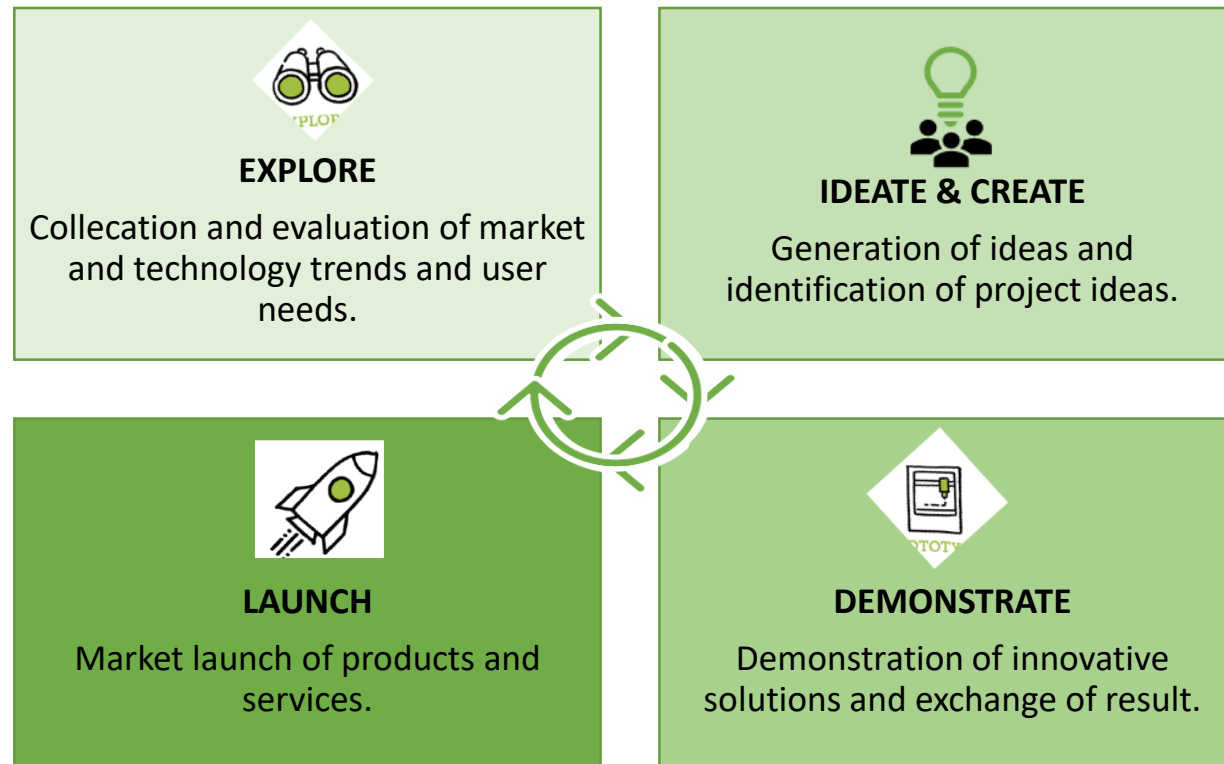 XPLOR
EXPLORE
Collecation and evaluation of market
and technology trends and user
needs.
IDEATE & CREATE
Generation of ideas and
identification of project ideas.
LAUNCH
Market launch of products and
services.
OTOTY
DEMONSTRATE
Demonstration of innovative
solutions and exchange of result.